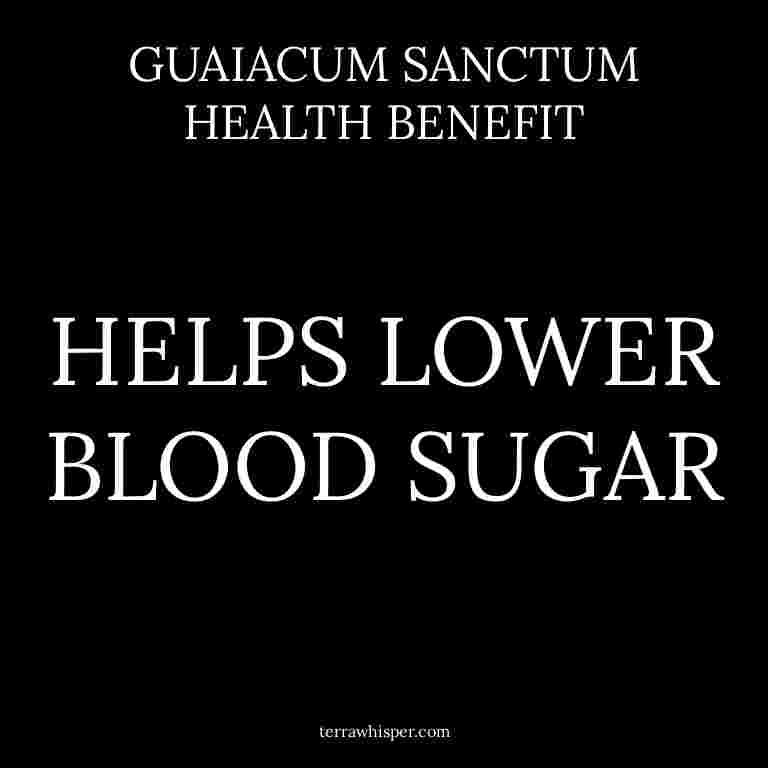 GUAIACUM SANCTUM
HEALTH BENEFIT
HELPS LOWER
BLOOD SUGAR
terrawhisper.com